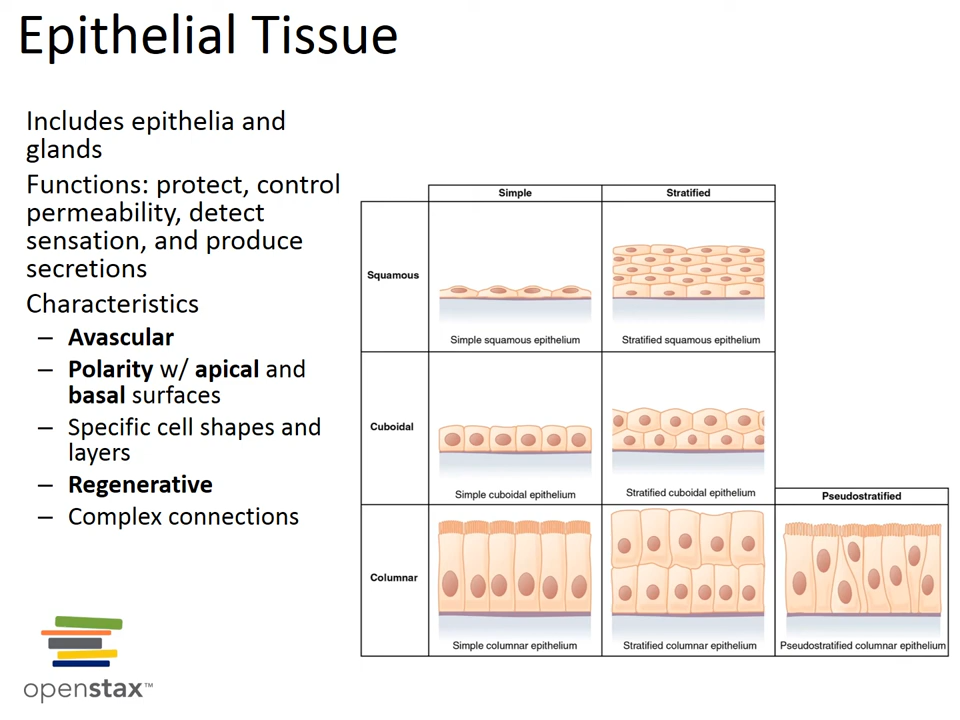 Epithelial Tissue
Includes epithelia and
glands
Functions: protect, control
permeability, detect
sensation, and produce
secretions
Characteristics
– Avascular
– Polarity w/ apical and
basal surfaces
– Specific cell shapes and
layers
– Regenerative
– Complex connections
Simple
Stratified
Squamous
Simple squamous epithelium
Stratified squamous epithelium
Cuboidal
Simple cuboidal epithelium
Stratified cuboidal epithelium
Pseudostratified
Columnar
Simple columnar epithelium
Stratified columnar epithelium
Pseudostratified columnar epithelium
openstax™